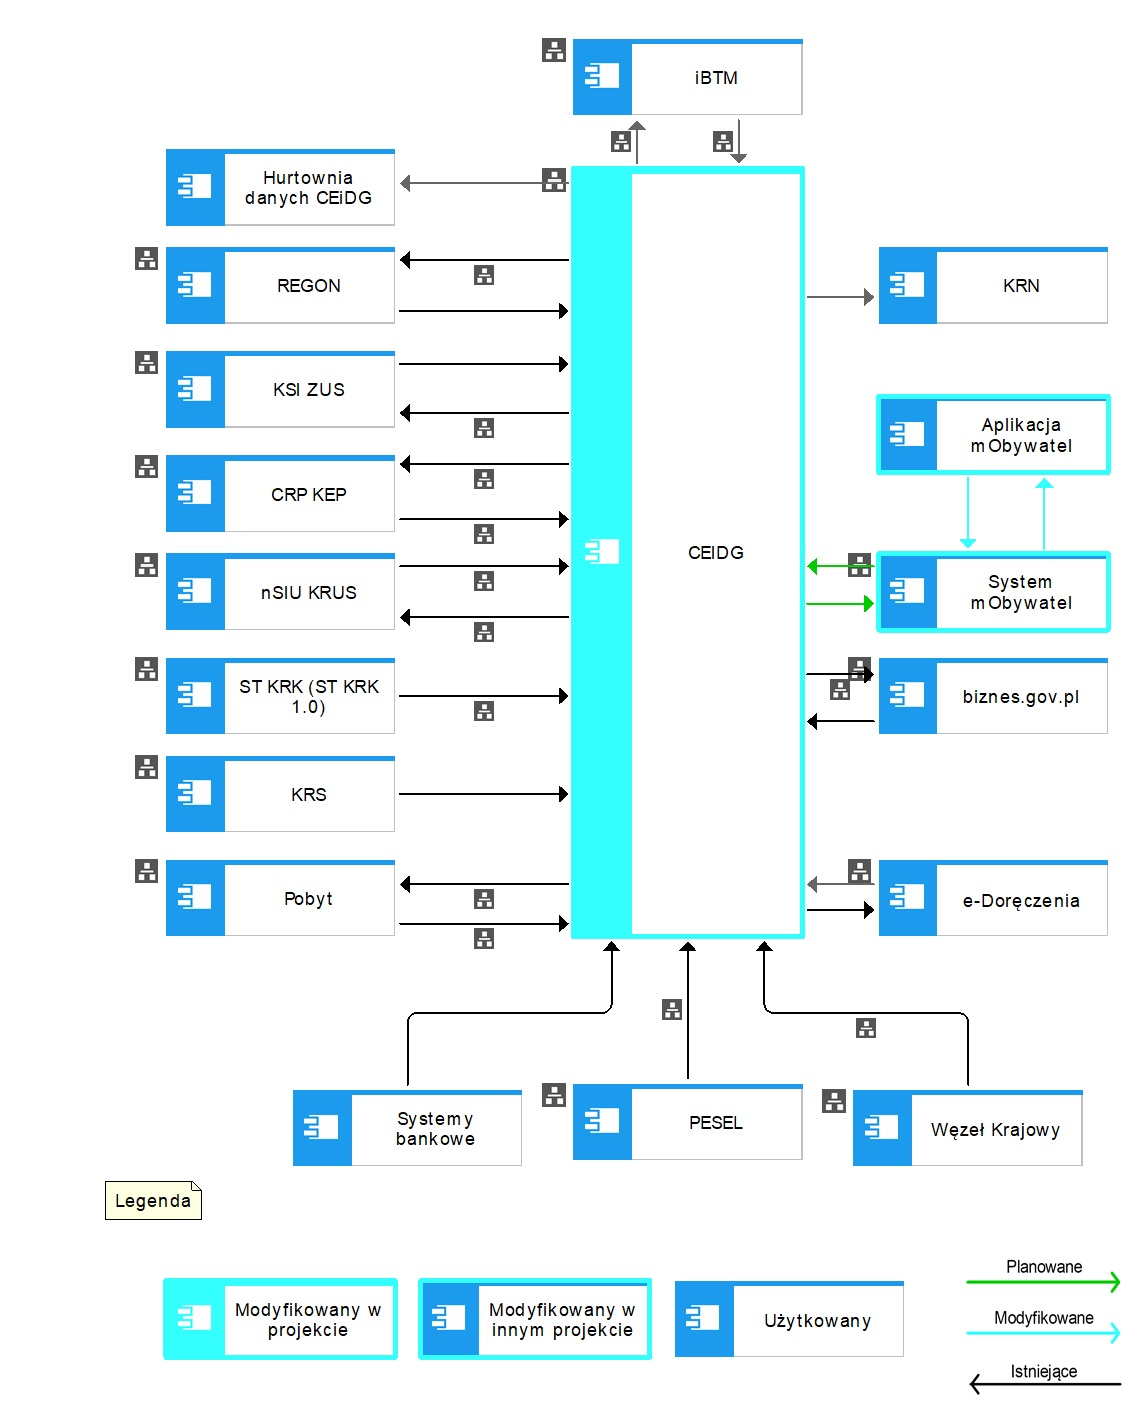 iBTM
Hurtownia
danych CEiDG
REGON
KRN
KSI ZUS
Aplikacja
mObywatel
CRP KEP
CEIDG
nSIU KRUS
System
mObywatel
ST KRK (ST KRK
1.0)
biznes.gov.pl
KRS
Pobyt
e-Doręczenia
Systemy
bankowe
PESEL
Węzeł Krajowy
Legenda
Modyfikowany w
projekcie
Modyfikowany w
innym projekcie
Użytkowany
Planowane
Modyfikowane
Istniejące